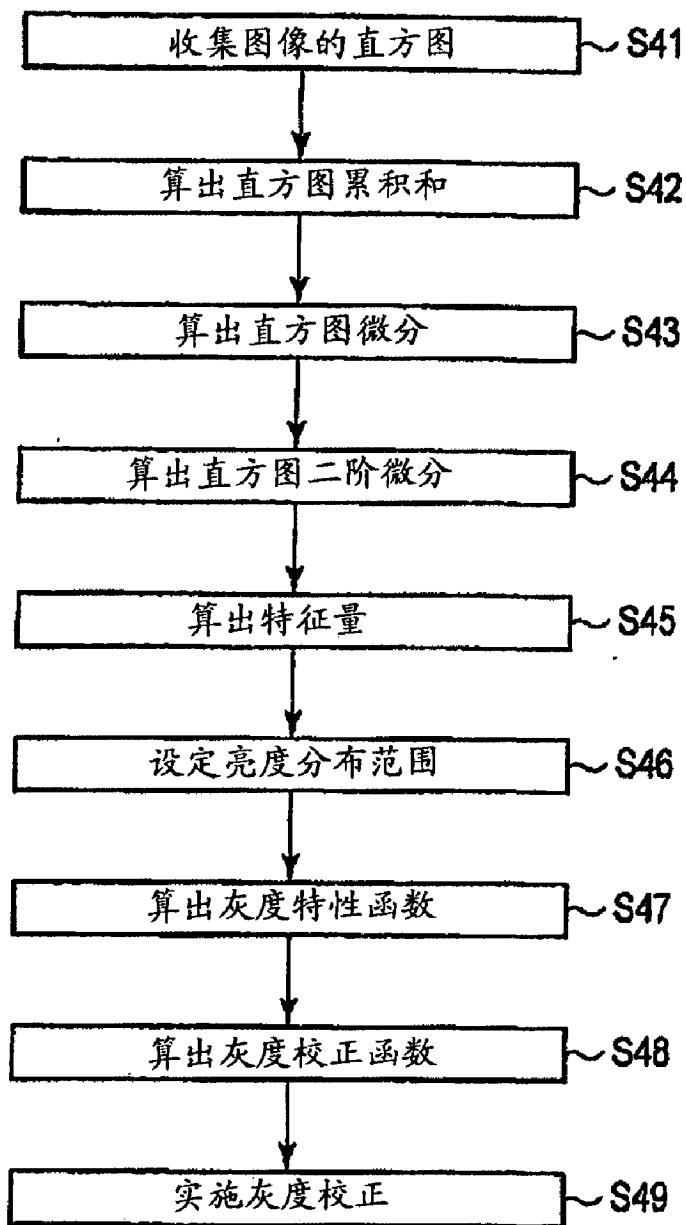 收集图像的直方图 S41
算出直方图累积和 S42
算出直方图微分 S43
算出直方图二阶微分 S44
算出特征量 S45
设定亮度分布范围 S46
算出灰度特性函数 S47
算出灰度校正函数 S48
实施灰度校正 S49